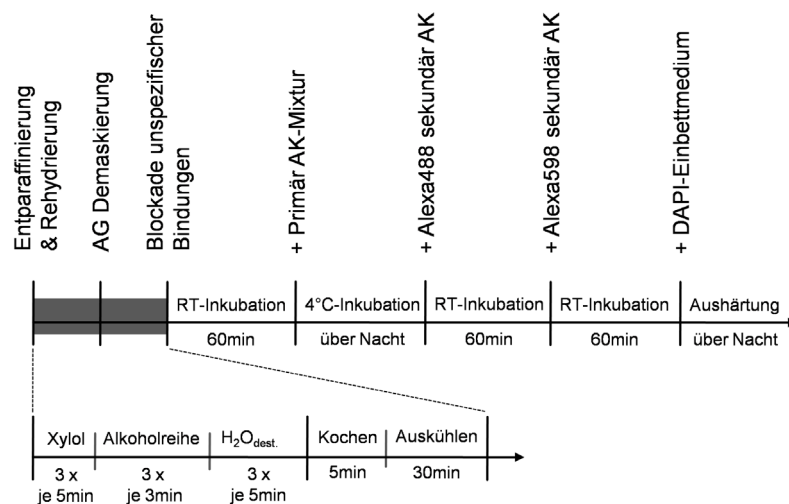 Entparaffinierung
& Rehydrierung
AG Demaskierung
Blockade unspezifischer
Bindungen
+ Primär AK-Mixtur
+ Alexa488 sekundär AK
+ Alexa598 sekundär AK
+ DAPI-Einbettmedium
RT-Inkubation
4°C-Inkubation
RT-Inkubation
RT-Inkubation
Aushärtung
60min
über Nacht
60min
60min
über Nacht
Xylol
Alkoholreihe
H2Odest.
Kochen
Auskühlen
3 x
je 5min
3 x
je 3min
3 x
je 5min
5min
30min